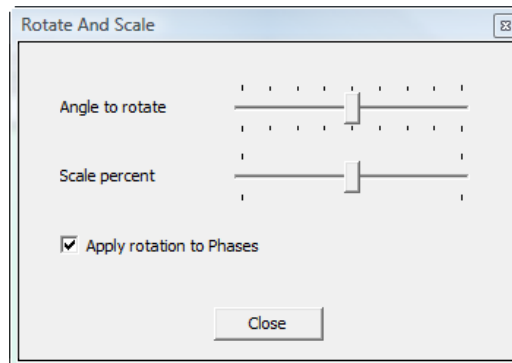 Rotate And Scale
Angle to rotate
Scale percent
Apply rotation to Phases
Close